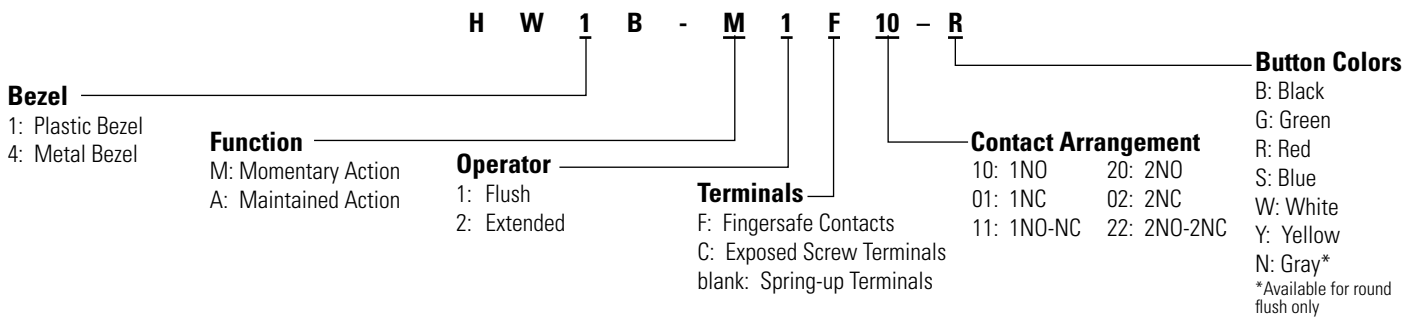 H W 1 B - M 1 F 10 – R
Bezel
1: Plastic Bezel
4: Metal Bezel
Function
M: Momentary Action
A: Maintained Action
Operator
1: Flush
2: Extended
Terminals
F: Fingersafe Contacts
C: Exposed Screw Terminals
blank: Spring-up Terminals
Contact Arrangement
10: 1NO 20: 2NO
01: 1NC 02: 2NC
11: 1NO-NC 22: 2NO-2NC
Button Colors
B: Black
G: Green
R: Red
S: Blue
W: White
Y: Yellow
N: Gray*
*Available for round
flush only